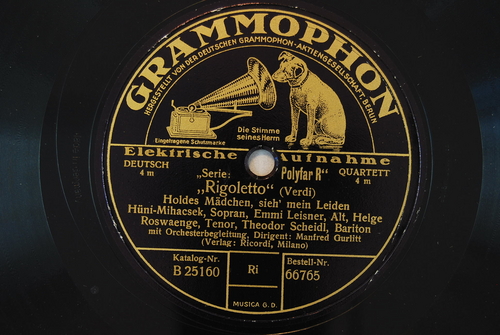 GRAMMOPHON
HERGESTELLT VON DER DEUTSCHEN GRAMMOPHON-AKTIENGESELLSCHAFT, BERLIN
Die Stimme
seines Herrn
Eingetragene Schutzmarke
Elektrische Aufnahme
DEUTSCH „Serie: Polyfar R“ QUARTETT
4 m 4 m
„Rigoletto“ (Verdi)
Holdes Mädchen, sieh' mein Leiden
Hüni-Mihacsek, Sopran, Emmi Leisner, Alt, Helge
Roswaenge, Tenor, Theodor Scheidl, Bariton
mit Orchesterbegleitung, Dirigent: Manfred Gurlitt
(Verlag: Ricordi, Milano)
Katalog-Nr. Bestell-Nr.
B 25160 Ri 66765
MUSICA G. D.